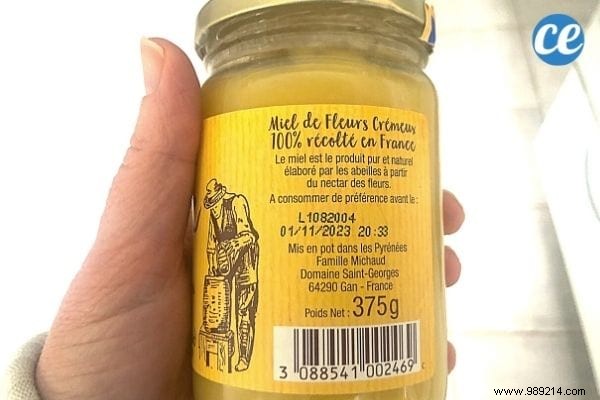 ce
Miel de Fleurs Crémeux
100% récolté en France
Le miel est le produit pur et naturel
élaboré par les abeilles à partir
du nectar des fleurs.
A consommer de préférence avant le :
L1082004
01/11/2023 20:33
Mis en pot dans les Pyrénées
Famille Michaud
Domaine Saint-Georges
64290 Gan - France
Poids Net : 375g
3 088541 002469
www.989214.com